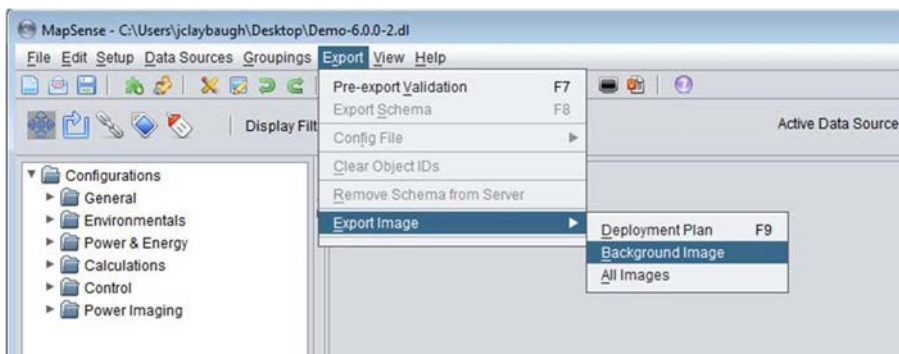 MapSense - C:\Users\jclaybaugh\Desktop\Demo-6.0.0-2.dl
File Edit Setup Data Sources Groupings Export View Help
Pre-export Validation F7
Export Schema F8
Display Filt
Active Data Source
Config File
Clear Object IDs
Remove Schema from Server
Export Image
Deployment Plan F9
Background Image
All Images
Configurations
General
Environmentals
Power & Energy
Calculations
Control
Power Imaging